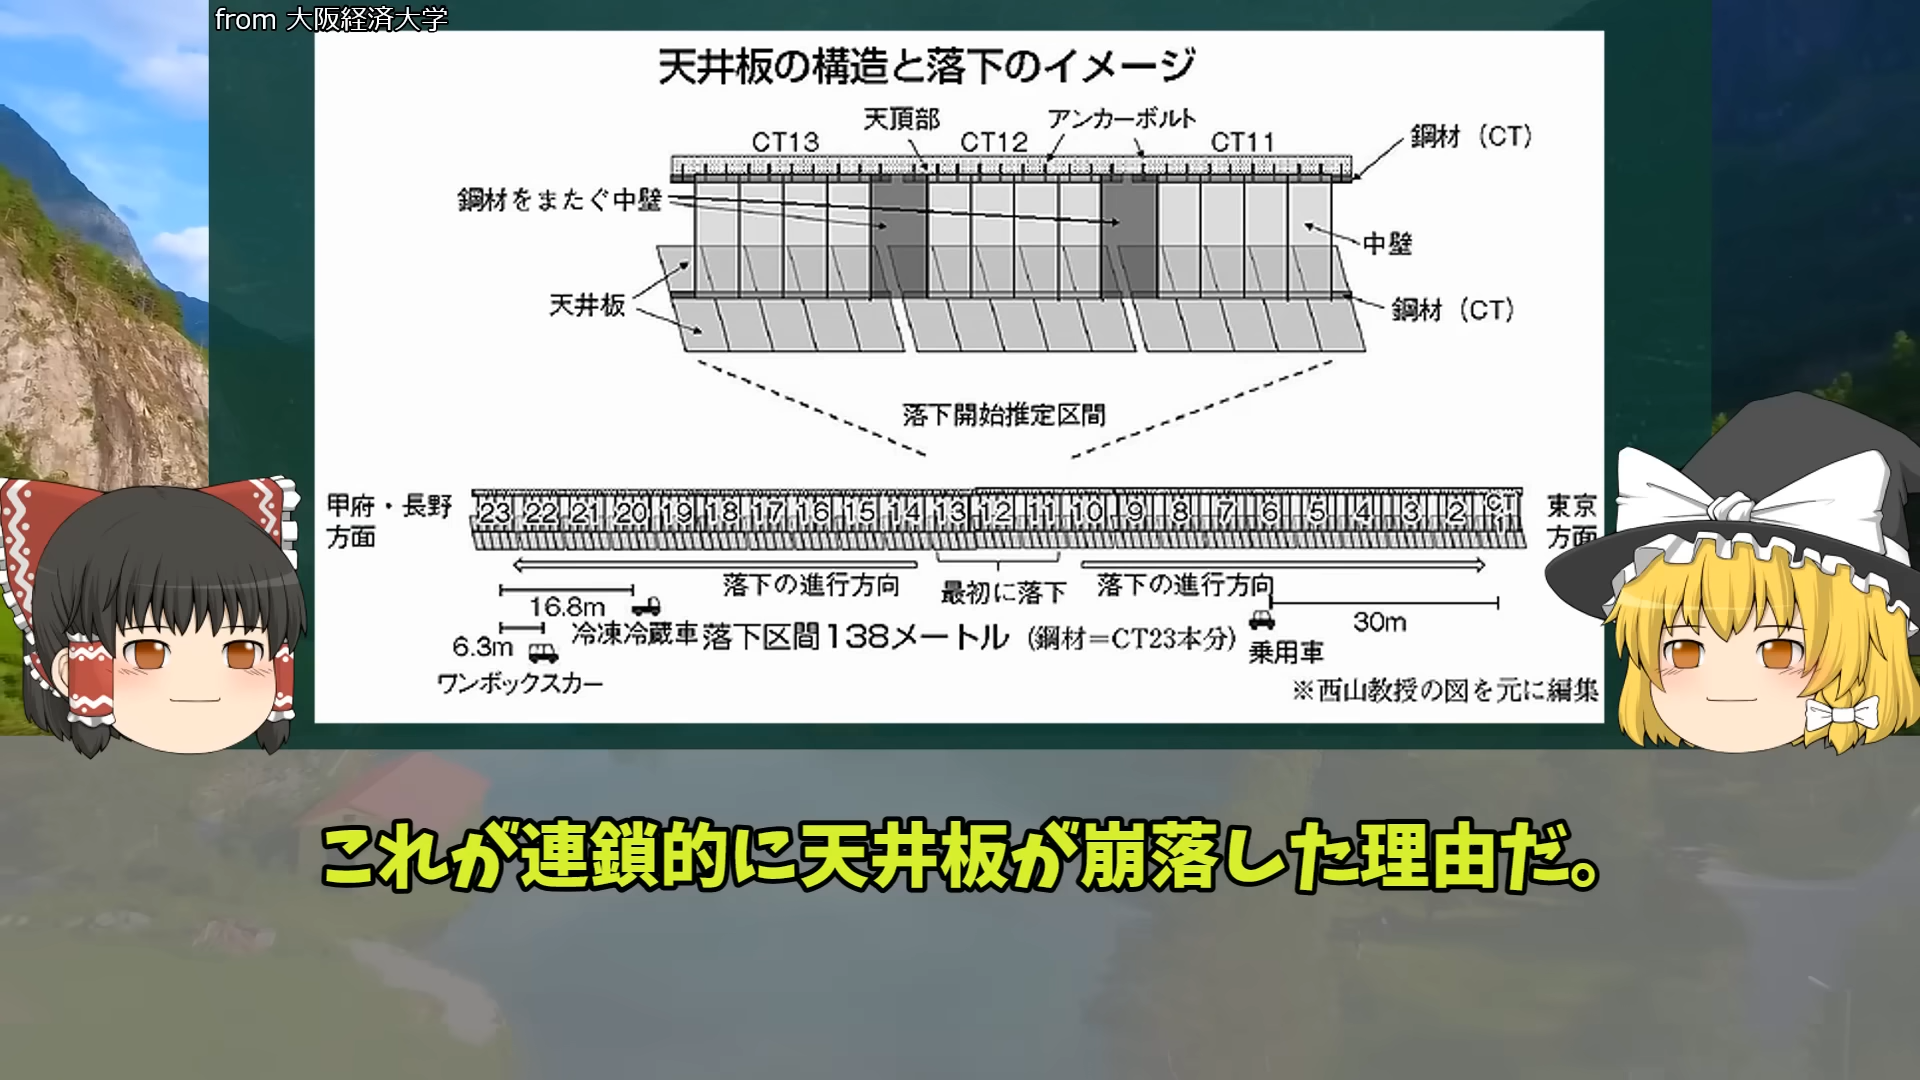 from 大阪経済大学
天井板の構造と落下のイメージ
天頂部
アンカーボルト
CT13
CT12
CT11
鋼材（CT）
鋼材をまたぐ中壁
中壁
天井板
鋼材（CT）
落下開始推定区間
甲府・長野
方面
23 22 21 20 19 18 17 16 15 14 13 12 11 10 9 8 7 6 5 4 3 2 CT1
東京
方面
落下の進行方向
最初に落下
落下の進行方向
16.8m
冷凍冷蔵車
落下区間138メートル（鋼材＝CT23本分）
30m
乗用車
6.3m
ワンボックスカー
※西山教授の図を元に編集
これが連鎖的に天井板が崩落した理由だ。